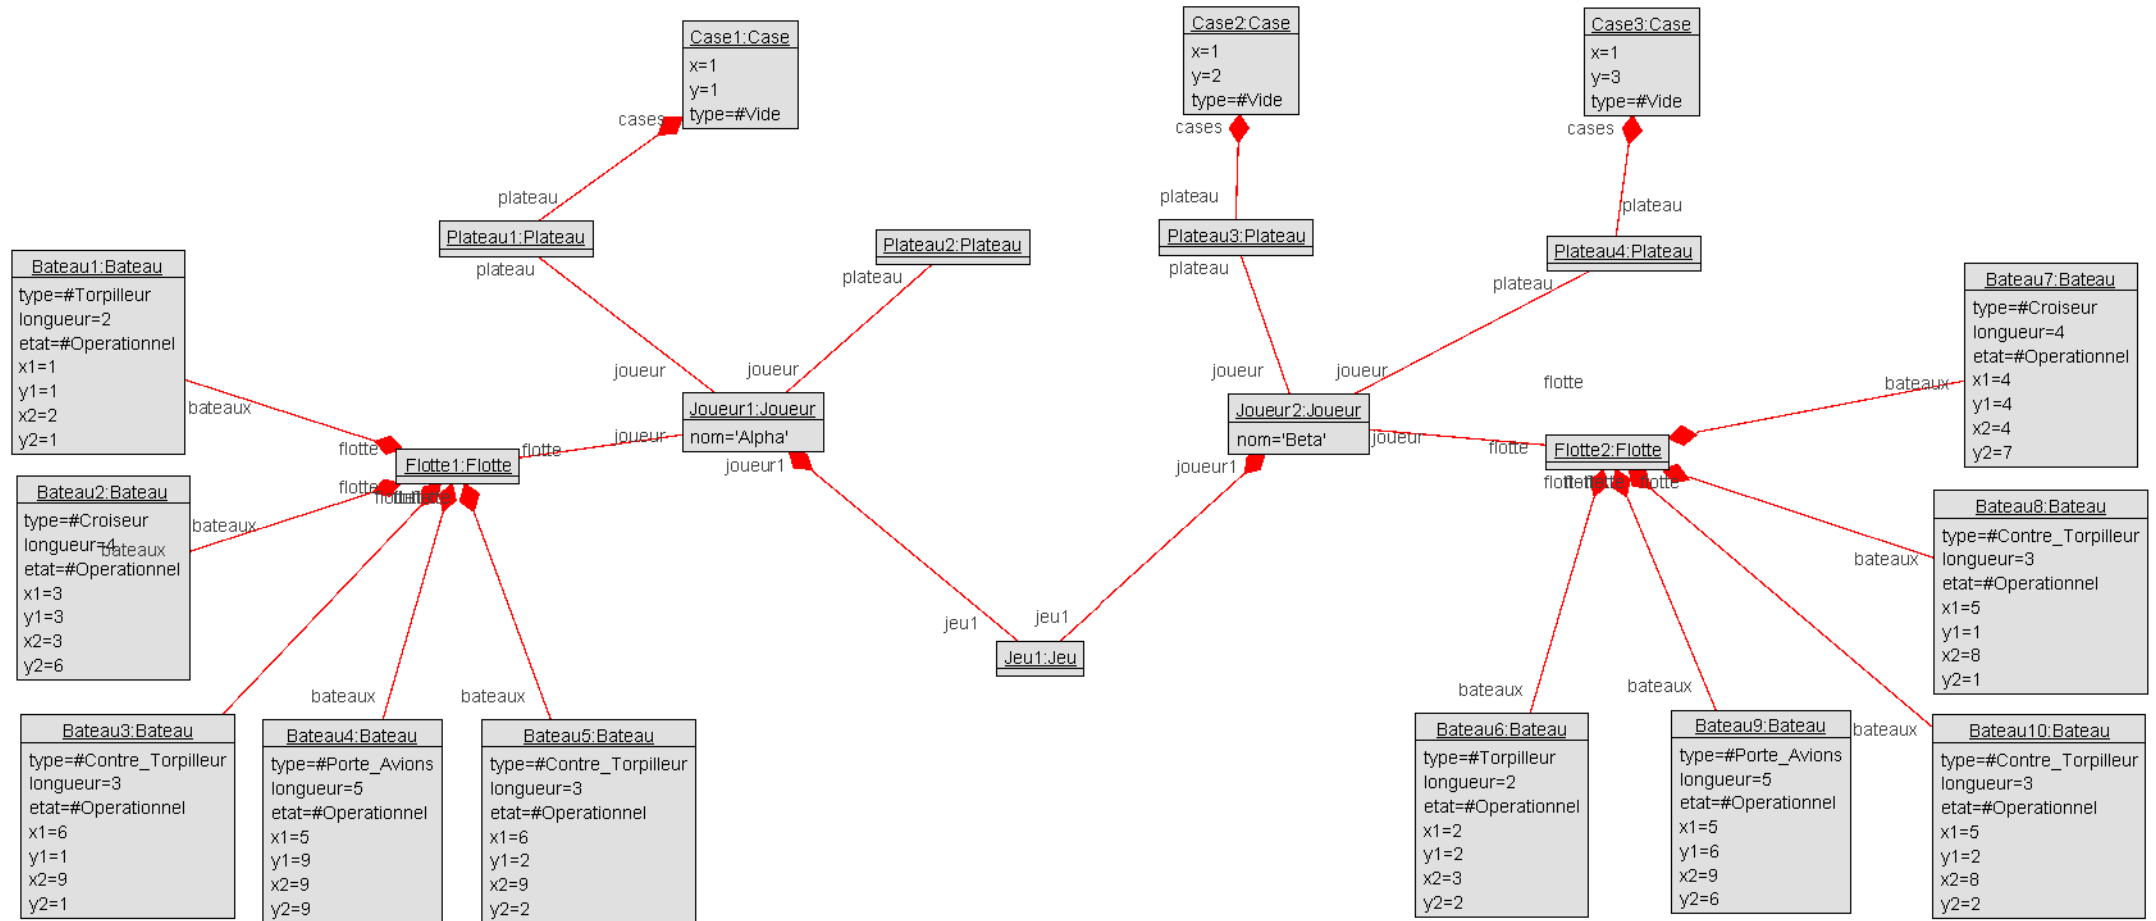 Case1:Case
x=1
y=1
type=#Vide
cases
plateau
Plateau1:Plateau
plateau
Plateau2:Plateau
plateau
joueur
joueur
Case2:Case
x=1
y=2
type=#Vide
cases
plateau
Plateau3:Plateau
plateau
joueur
Case3:Case
x=1
y=3
type=#Vide
cases
plateau
Plateau4:Plateau
plateau
joueur
Joueur1:Joueur
nom='Alpha'
joueur
joueur1
jeu1
Joueur2:Joueur
nom='Beta'
joueur
joueur1
jeu1
Jeu1:Jeu
Flotte1:Flotte
flotte
flotte
flotte
flotte
Bateau1:Bateau
type=#Torpilleur
longueur=2
etat=#Operationnel
x1=1
y1=1
x2=2
y2=1
bateaux
Bateau2:Bateau
type=#Croiseur
longueur=4
etat=#Operationnel
x1=3
y1=3
x2=3
y2=6
bateaux
bateaux
Bateau3:Bateau
type=#Contre_Torpilleur
longueur=3
etat=#Operationnel
x1=6
y1=1
x2=9
y2=1
bateaux
Bateau4:Bateau
type=#Porte_Avions
longueur=5
etat=#Operationnel
x1=5
y1=9
x2=9
y2=9
bateaux
Bateau5:Bateau
type=#Contre_Torpilleur
longueur=3
etat=#Operationnel
x1=6
y1=2
x2=9
y2=2
flotte
flotte
Flotte2:Flotte
flotte
flotte
bateaux
Bateau7:Bateau
type=#Croiseur
longueur=4
etat=#Operationnel
x1=4
y1=4
x2=4
y2=7
bateaux
Bateau8:Bateau
type=#Contre_Torpilleur
longueur=3
etat=#Operationnel
x1=5
y1=1
x2=8
y2=1
bateaux
Bateau6:Bateau
type=#Torpilleur
longueur=2
etat=#Operationnel
x1=2
y1=2
x2=3
y2=2
bateaux
Bateau9:Bateau
type=#Porte_Avions
longueur=5
etat=#Operationnel
x1=5
y1=6
x2=9
y2=6
bateaux
Bateau10:Bateau
type=#Contre_Torpilleur
longueur=3
etat=#Operationnel
x1=5
y1=2
x2=8
y2=2